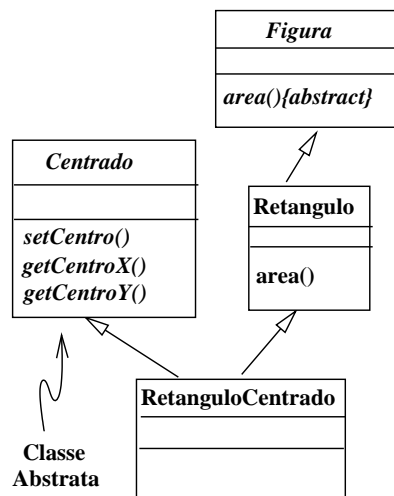 Figura
area(){abstract}
Centrado
setCentro()
getCentroX()
getCentroY()
Retangulo
area()
RetanguloCentrado
Classe
Abstrata